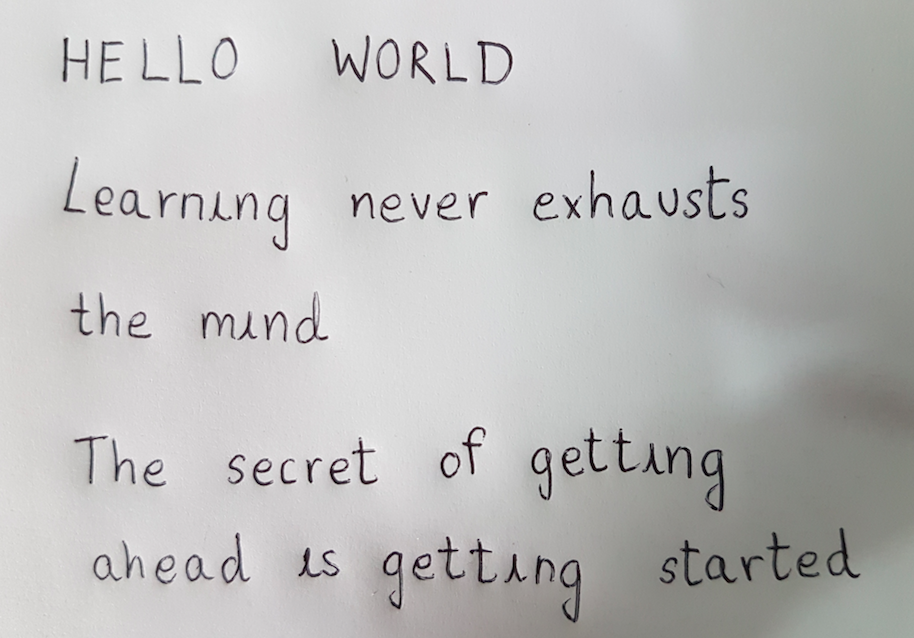 HELLO WORLD
Learning never exhausts
the mind
The secret of getting
ahead is getting started